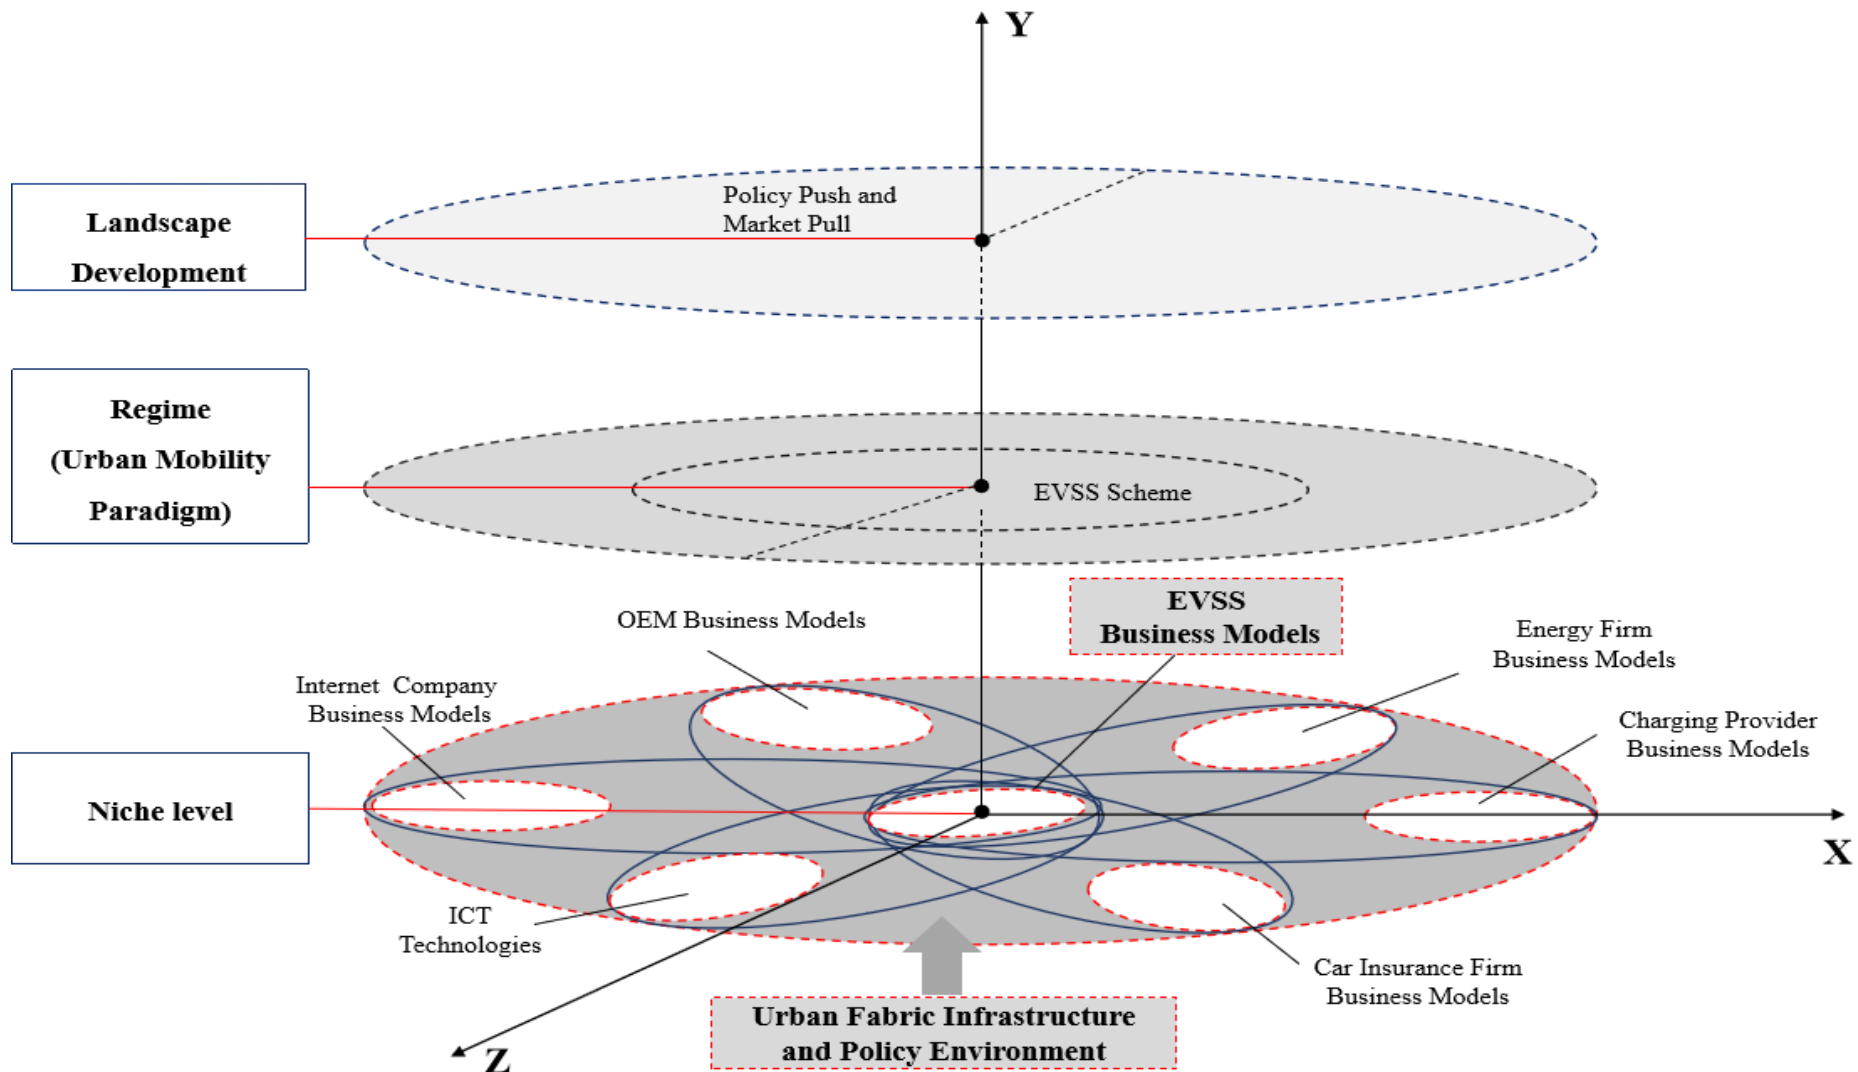 Y
Policy Push and
Market Pull
Landscape
Development
Regime
(Urban Mobility
Paradigm)
EVSS Scheme
EVSS
Business Models
OEM Business Models
Energy Firm
Business Models
Internet Company
Business Models
Charging Provider
Business Models
Niche level
X
ICT
Technologies
Car Insurance Firm
Business Models
Urban Fabric Infrastructure
and Policy Environment
Z